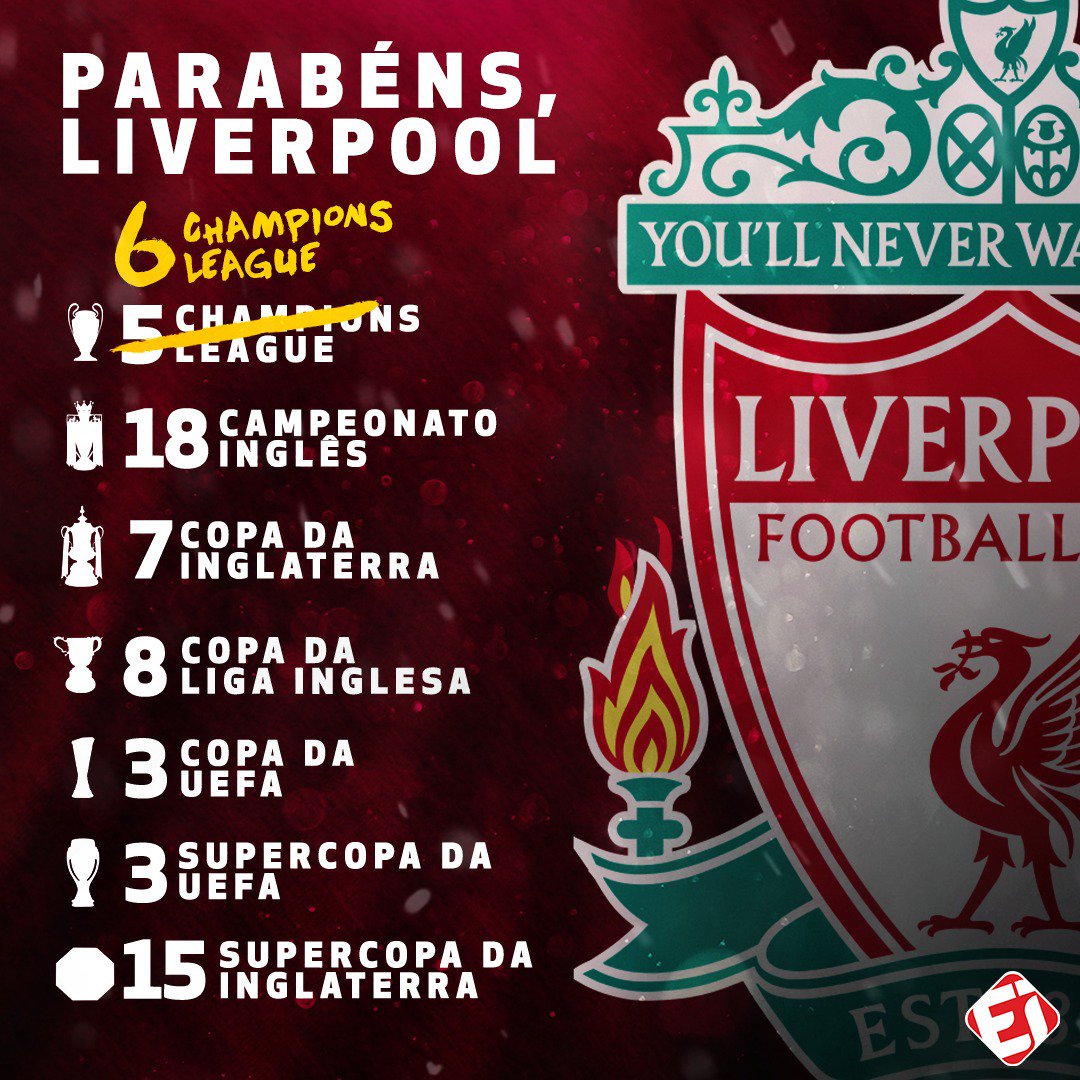 PARABÉNS,
LIVERPOOL
6 CHAMPIONS
LEAGUE
5 CHAMPIONS
LEAGUE
18 CAMPEONATO
INGLÊS
7 COPA DA
INGLATERRA
8 COPA DA
LIGA INGLESA
3 COPA DA
UEFA
3 SUPERCOPA DA
UEFA
15 SUPERCOPA DA
INGLATERRA
YOU'LL NEVER WA
LIVERP
FOOTBALL
EST
EI